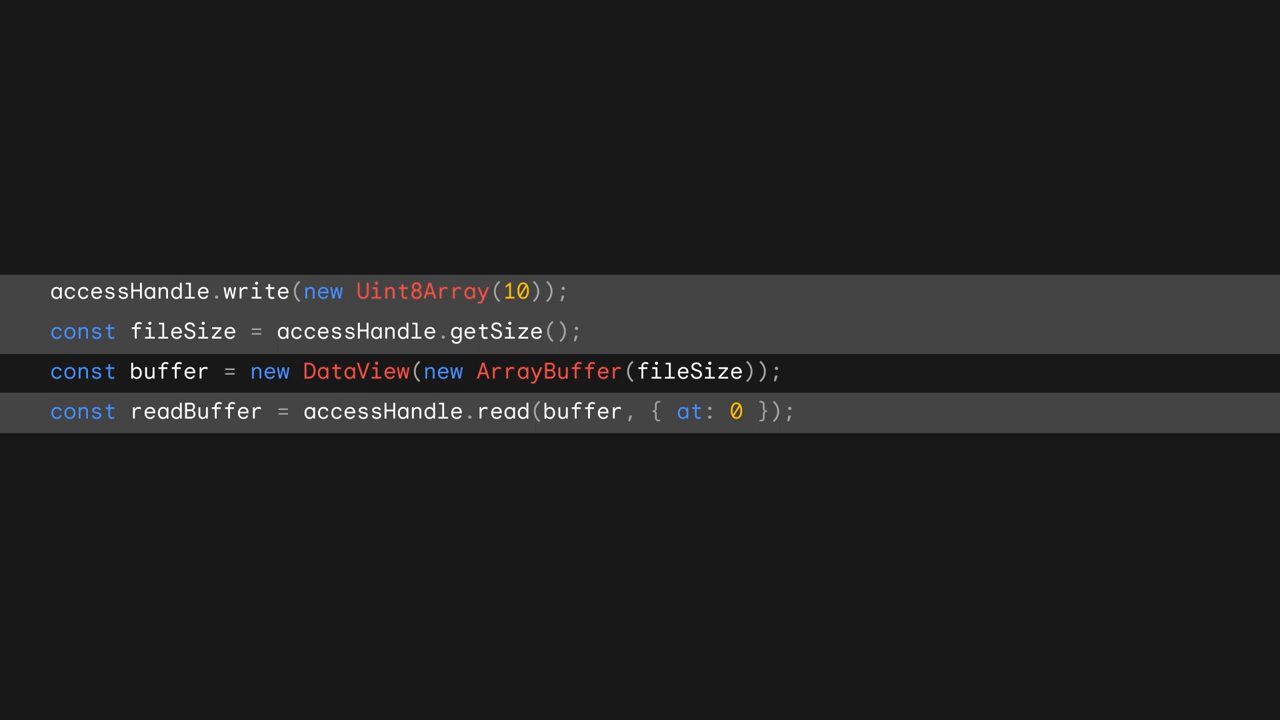 accessHandle.write(new Uint8Array(10));
const fileSize = accessHandle.getSize();
const buffer = new DataView(new ArrayBuffer(fileSize));
const readBuffer = accessHandle.read(buffer, { at: 0 });